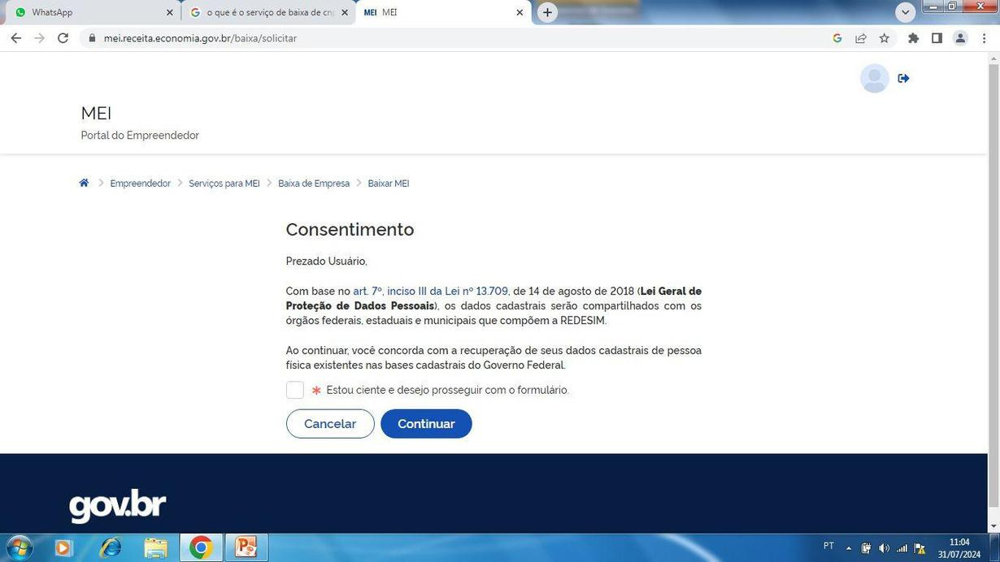 WhatsApp
o que é o serviço de baixa de cnp
MEI MEI
mei.receita.economia.gov.br/baixa/solicitar
MEI
Portal do Empreendedor
Empreendedor > Serviços para MEI > Baixa de Empresa > Baixar MEI
Consentimento
Prezado Usuário,
Com base no art. 7º, inciso III da Lei nº 13.709, de 14 de agosto de 2018 (Lei Geral de
Proteção de Dados Pessoais), os dados cadastrais serão compartilhados com os
órgãos federais, estaduais e municipais que compõem a REDESIM.
Ao continuar, você concorda com a recuperação de seus dados cadastrais de pessoa
física existentes nas bases cadastrais do Governo Federal.
* Estou ciente e desejo prosseguir com o formulário.
Cancelar Continuar
gov.br
PT 11:04
31/07/2024